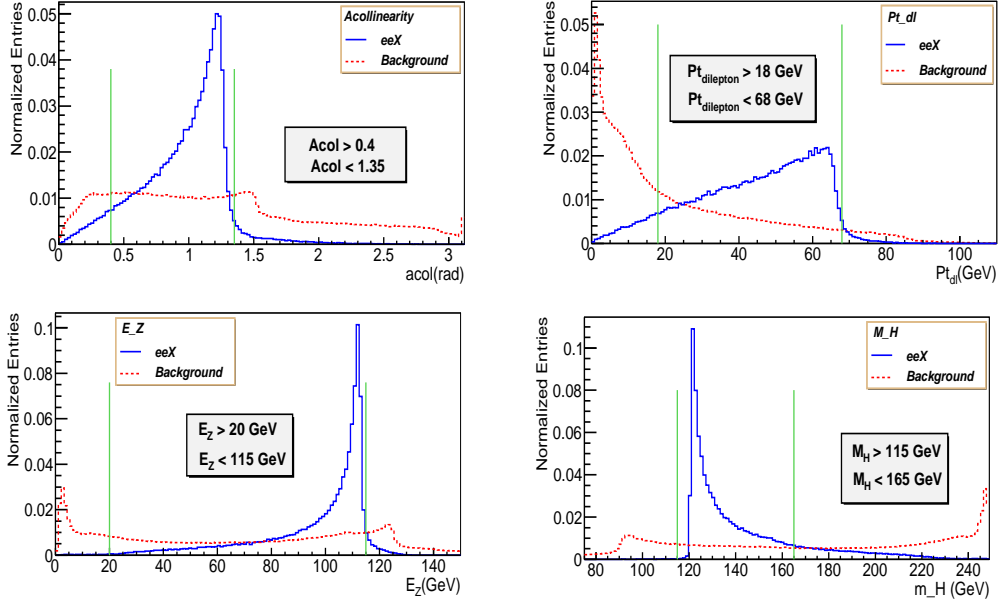 Normalized Entries
0.05
0.04
0.03
0.02
0.01
0
0 0.5 1 1.5 2 2.5 3
acol(rad)
Acollinearity
eeX
Background
Acol > 0.4
Acol < 1.35
Normalized Entries
0.05
0.04
0.03
0.02
0.01
0
0 20 40 60 80 100
Pt_dl(GeV)
Pt_dl
eeX
Background
Pt_dilepton > 18 GeV
Pt_dilepton < 68 GeV
Normalized Entries
0.1
0.08
0.06
0.04
0.02
0
0 20 40 60 80 100 120 140
E_Z(GeV)
E_Z
eeX
Background
E_Z > 20 GeV
E_Z < 115 GeV
Normalized Entries
0.1
0.08
0.06
0.04
0.02
0
80 100 120 140 160 180 200 220 240
m_H (GeV)
M_H
eeX
Background
M_H > 115 GeV
M_H < 165 GeV